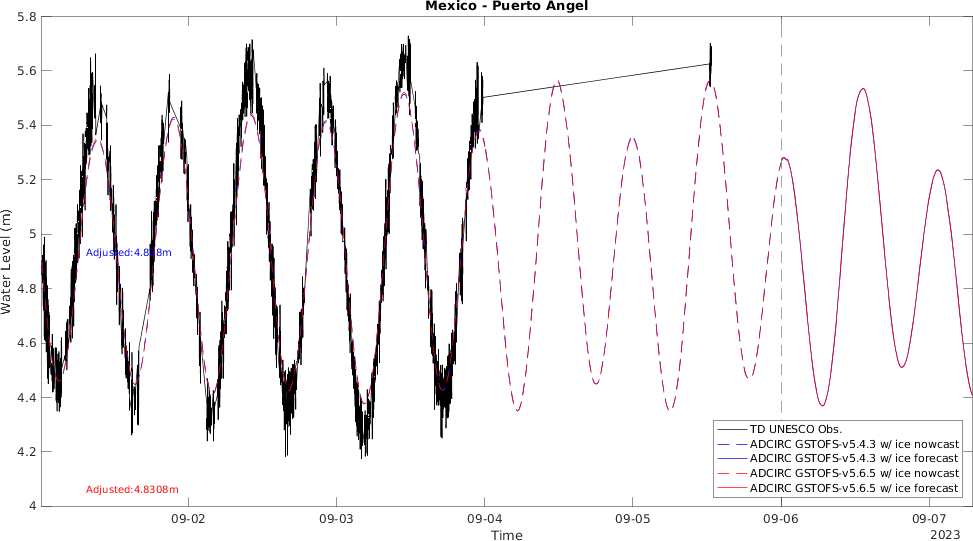 Mexico - Puerto Angel
5.8
5.6
5.4
5.2
5
4.8
4.6
4.4
4.2
4
Water Level (m)
Adjusted:4.8308m
TD UNESCO Obs.
ADCIRC GSTOFS-v5.4.3 w/ ice nowcast
ADCIRC GSTOFS-v5.4.3 w/ ice forecast
ADCIRC GSTOFS-v5.6.5 w/ ice nowcast
ADCIRC GSTOFS-v5.6.5 w/ ice forecast
09-02 09-03 09-04 09-05 09-06 09-07
Time
2023